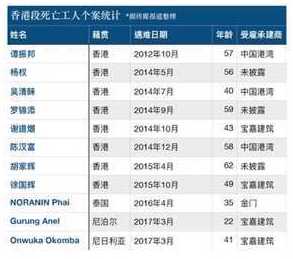 香港段死亡工人个案统计 *据传媒报道整理
姓名 籍贯 遇难日期 年龄 受雇承建商
谭振邦 香港 2012年10月 57 中国港湾
杨权 香港 2014年5月 56 未披露
吴清稣 香港 2014年7月 40 中国港湾
罗锦添 香港 2014年9月 59 未披露
谢道塯 香港 2014年10月 43 宝嘉建筑
陈汉富 香港 2014年12月 58 中国港湾
胡家辉 香港 2015年4月 62 未披露
徐国辉 香港 2015年10月 49 宝嘉建筑
NORANIN Phai 泰国 2016年4月 35 金门
Gurung Anel 尼泊尔 2017年3月 22 宝嘉建筑
Onwuka Okomba 尼日利亚 2017年3月 41 宝嘉建筑